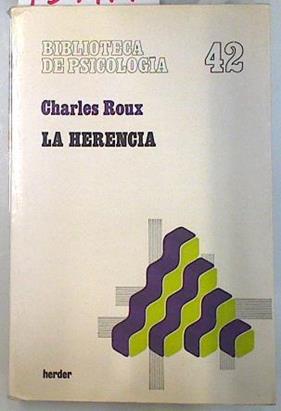 BIBLIOTECA
DE PSICOLOGIA
42
Charles Roux
LA HERENCIA
herder